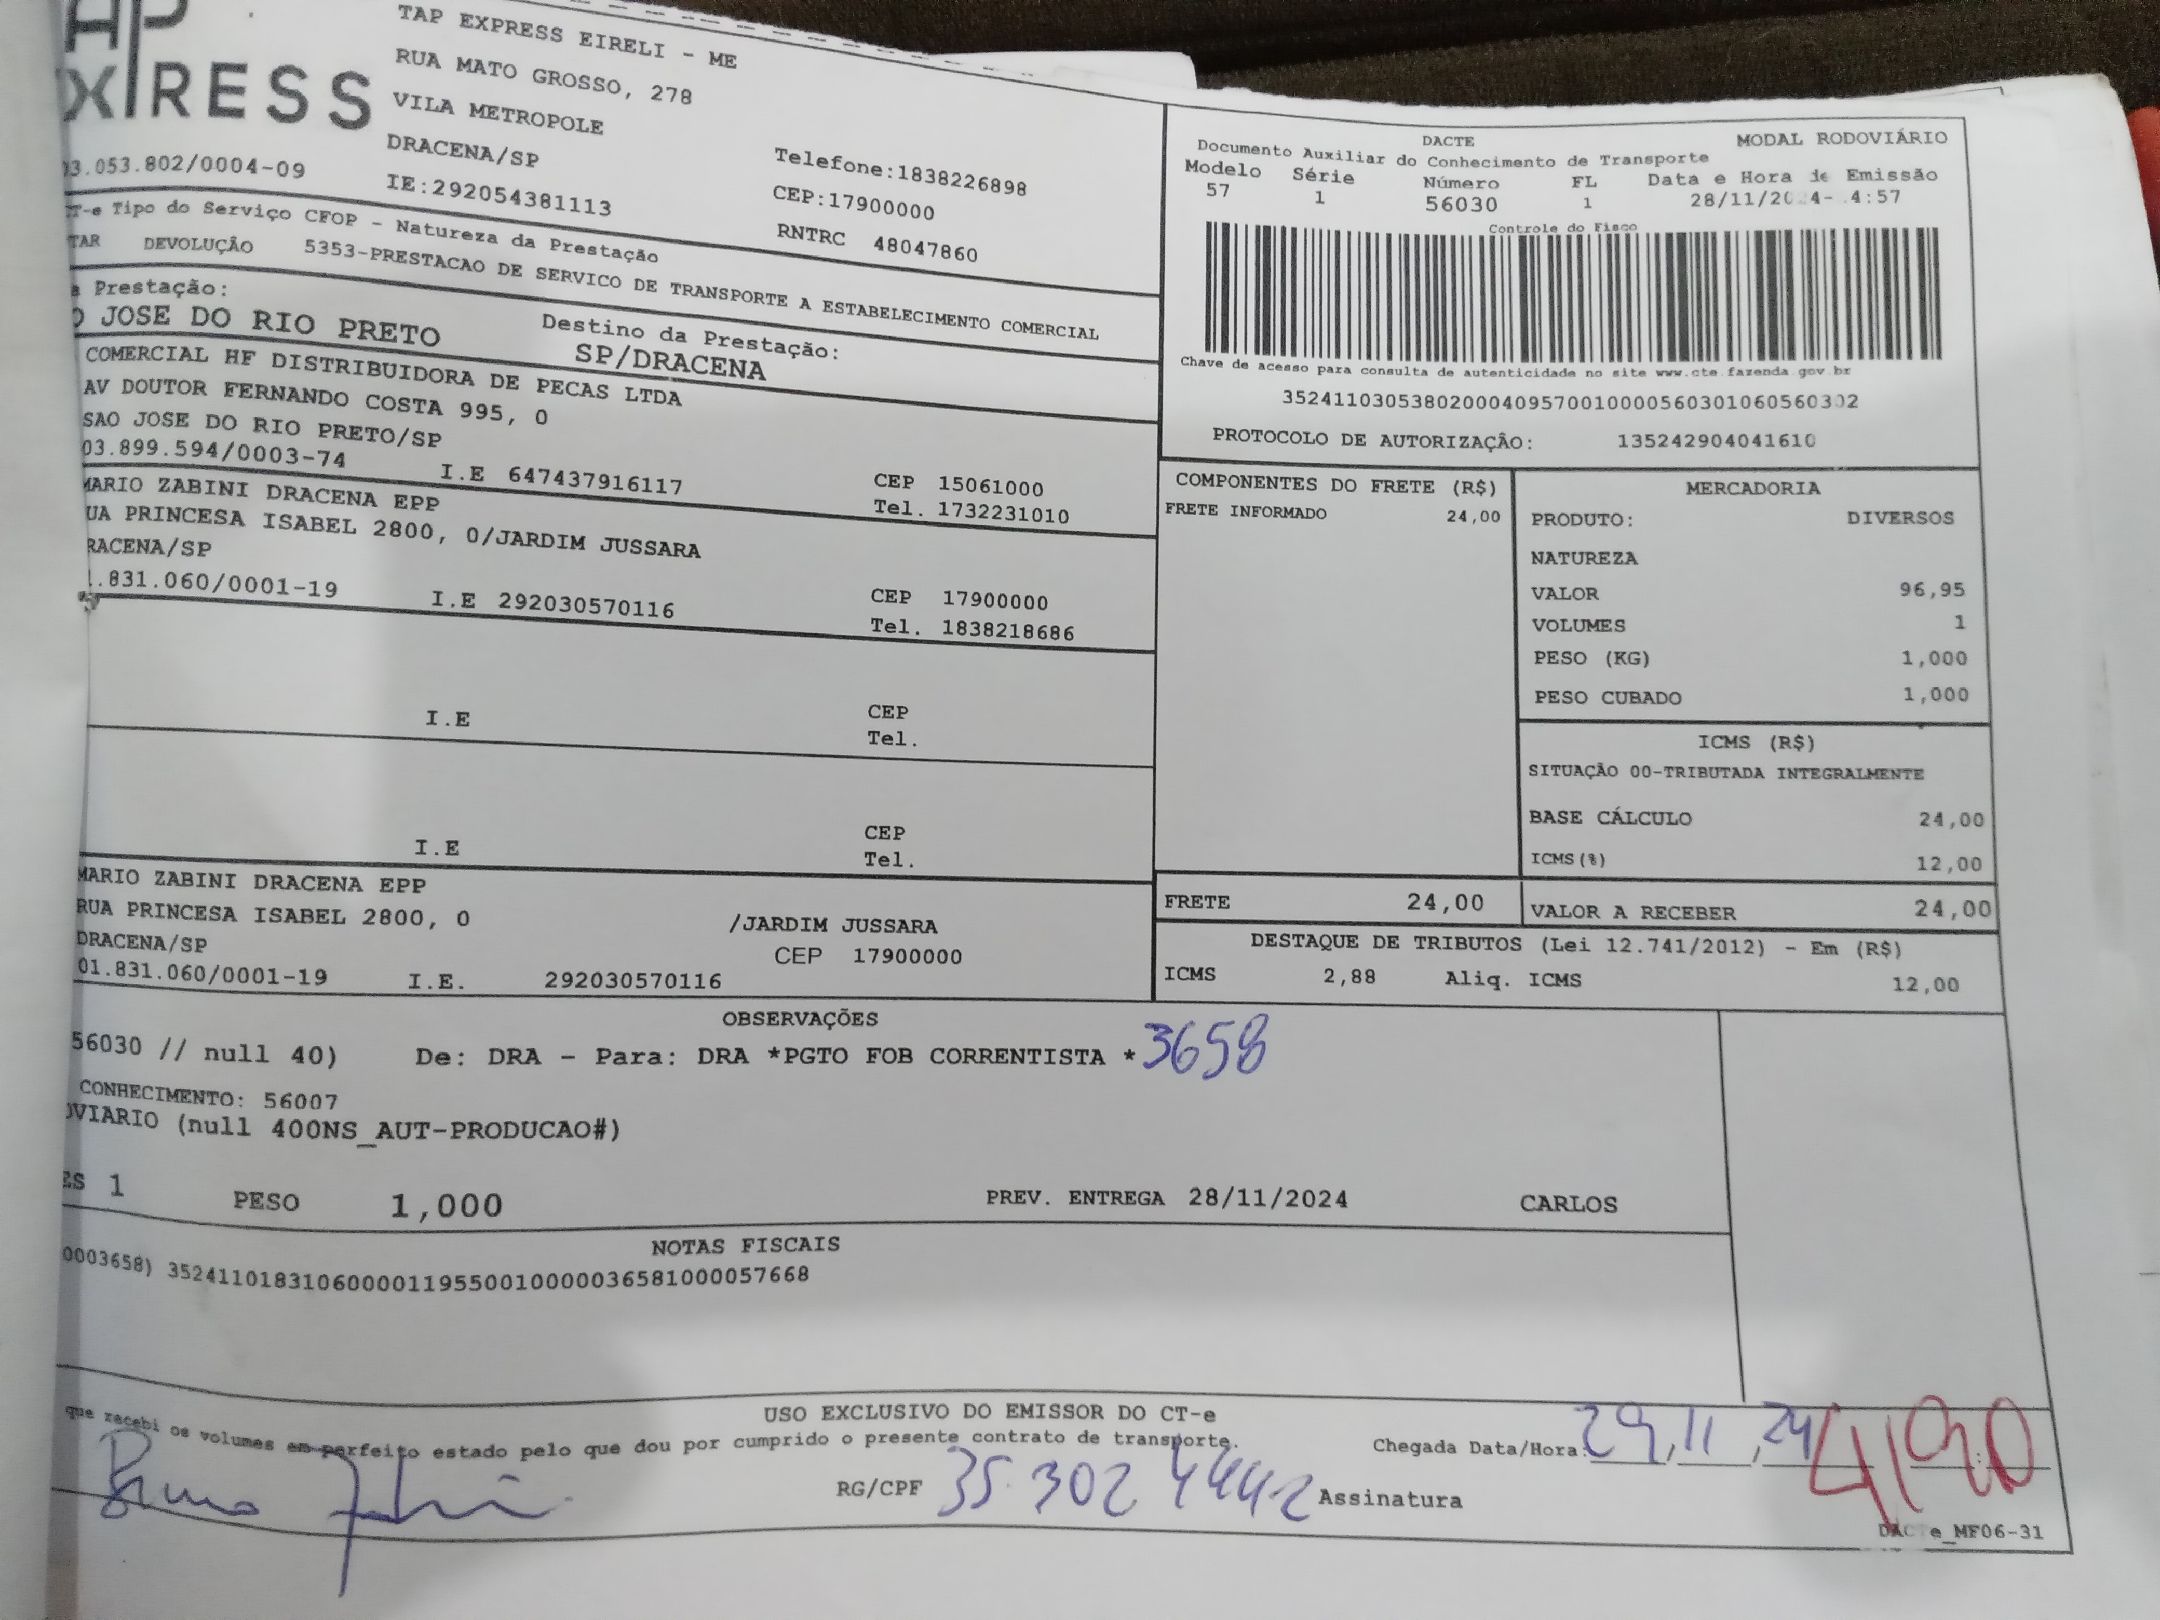 AP
EXPRESS
03.053.802/0004-09
TAP EXPRESS EIRELI - ME
RUA MATO GROSSO, 278
VILA METROPOLE
DRACENA/SP
IE:292054381113
Telefone:1838226898
CEP:17900000
RNTRC 48047860
CT-e Tipo do Serviço CFOP - Natureza da Prestação
TAR DEVOLUÇÃO 5353-PRESTACAO DE SERVICO DE TRANSPORTE A ESTABELECIMENTO COMERCIAL
a Prestação:
O JOSE DO RIO PRETO
Destino da Prestação:
SP/DRACENA
COMERCIAL HF DISTRIBUIDORA DE PECAS LTDA
AV DOUTOR FERNANDO COSTA 995, 0
SAO JOSE DO RIO PRETO/SP
03.899.594/0003-74 I.E 647437916117
CEP 15061000
Tel. 1732231010
MARIO ZABINI DRACENA EPP
UA PRINCESA ISABEL 2800, 0/JARDIM JUSSARA
RACENA/SP
1.831.060/0001-19 I.E 292030570116
CEP 17900000
Tel. 1838218686
I.E
CEP
Tel.
I.E
CEP
Tel.
MARIO ZABINI DRACENA EPP
RUA PRINCESA ISABEL 2800, 0 /JARDIM JUSSARA
DRACENA/SP CEP 17900000
01.831.060/0001-19 I.E. 292030570116
DACTE MODAL RODOVIÁRIO
Documento Auxiliar do Conhecimento de Transporte
Modelo Série Número FL Data e Hora de Emissão
57 1 56030 1 28/11/2024- 4:57
Controle do Fisco
Chave de acesso para consulta de autenticidade no site www.cte.fazenda.gov.br
35241103053802000409570010000560301060560302
PROTOCOLO DE AUTORIZAÇÃO: 135242904041610
COMPONENTES DO FRETE (R$)
FRETE INFORMADO 24,00
MERCADORIA
PRODUTO: DIVERSOS
NATUREZA
VALOR 96,95
VOLUMES 1
PESO (KG) 1,000
PESO CUBADO 1,000
ICMS (R$)
SITUAÇÃO 00-TRIBUTADA INTEGRALMENTE
BASE CÁLCULO 24,00
ICMS(%) 12,00
FRETE 24,00
VALOR A RECEBER 24,00
DESTAQUE DE TRIBUTOS (Lei 12.741/2012) - Em (R$)
ICMS 2,88 Aliq. ICMS 12,00
OBSERVAÇÕES
56030 // null 40) De: DRA - Para: DRA *PGTO FOB CORRENTISTA * 3658
CONHECIMENTO: 56007
OVIARIO (null 400NS_AUT-PRODUCAO#)
ES 1 PESO 1,000 PREV. ENTREGA 28/11/2024 CARLOS
NOTAS FISCAIS
0003658) 35241101831060000119550010000036581000057668
USO EXCLUSIVO DO EMISSOR DO CT-e
que recebi os volumes em perfeito estado pelo que dou por cumprido o presente contrato de transporte.
Chegada Data/Hora: 29,11,24
Bruno
RG/CPF 35.302 4442 Assinatura
DACTe_MF06-31